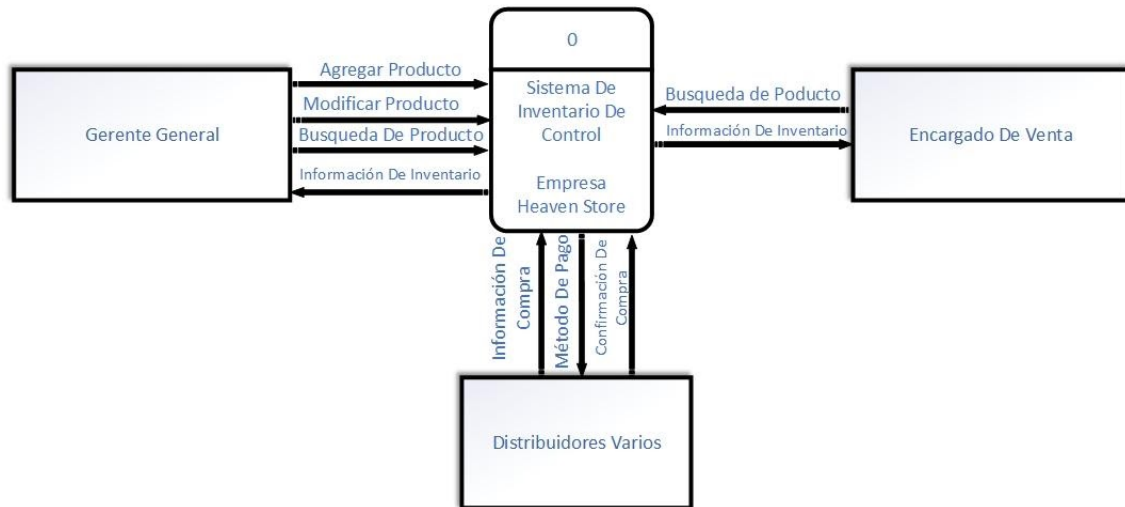 0
Sistema De
Inventario De
Control
Empresa
Heaven Store
Gerente General
Agregar Producto
Modificar Producto
Busqueda De Producto
Información De Inventario
Busqueda de Poducto
Información De Inventario
Encargado De Venta
Información De
Compra
Método De Pago
Confirmación De
Compra
Distribuidores Varios